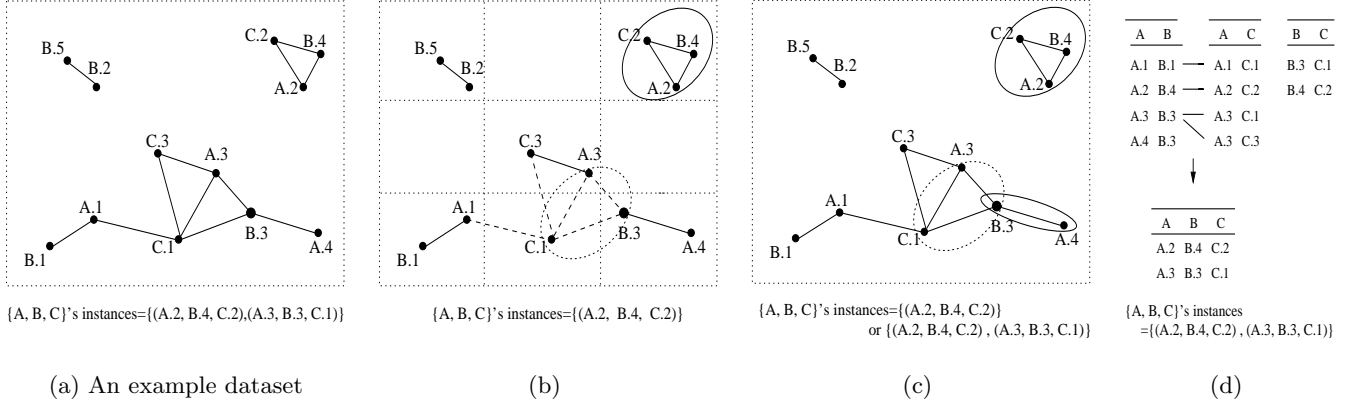 C.2
B.4
A.2
B.5
B.2
C.3
A.3
A.1
B.1
C.1
B.3
A.4
{A, B, C}'s instances={(A.2, B.4, C.2),(A.3, B.3, C.1)}
(a) An example dataset
C.2
B.4
A.2
B.5
B.2
C.3
A.3
A.1
B.1
C.1
B.3
A.4
{A, B, C}'s instances={(A.2, B.4, C.2)}
(b)
C.2
B.4
A.2
B.5
B.2
C.3
A.3
A.1
B.1
C.1
B.3
A.4
{A, B, C}'s instances={(A.2, B.4, C.2)}
or {(A.2, B.4, C.2) , (A.3, B.3, C.1)}
(c)
A B A C B C
A.1 B.1 A.1 C.1 B.3 C.1
A.2 B.4 A.2 C.2 B.4 C.2
A.3 B.3 A.3 C.1
A.4 B.3 A.3 C.3
A B C
A.2 B.4 C.2
A.3 B.3 C.1
{A, B, C}'s instances
={(A.2, B.4, C.2) , (A.3, B.3, C.1)}
(d)